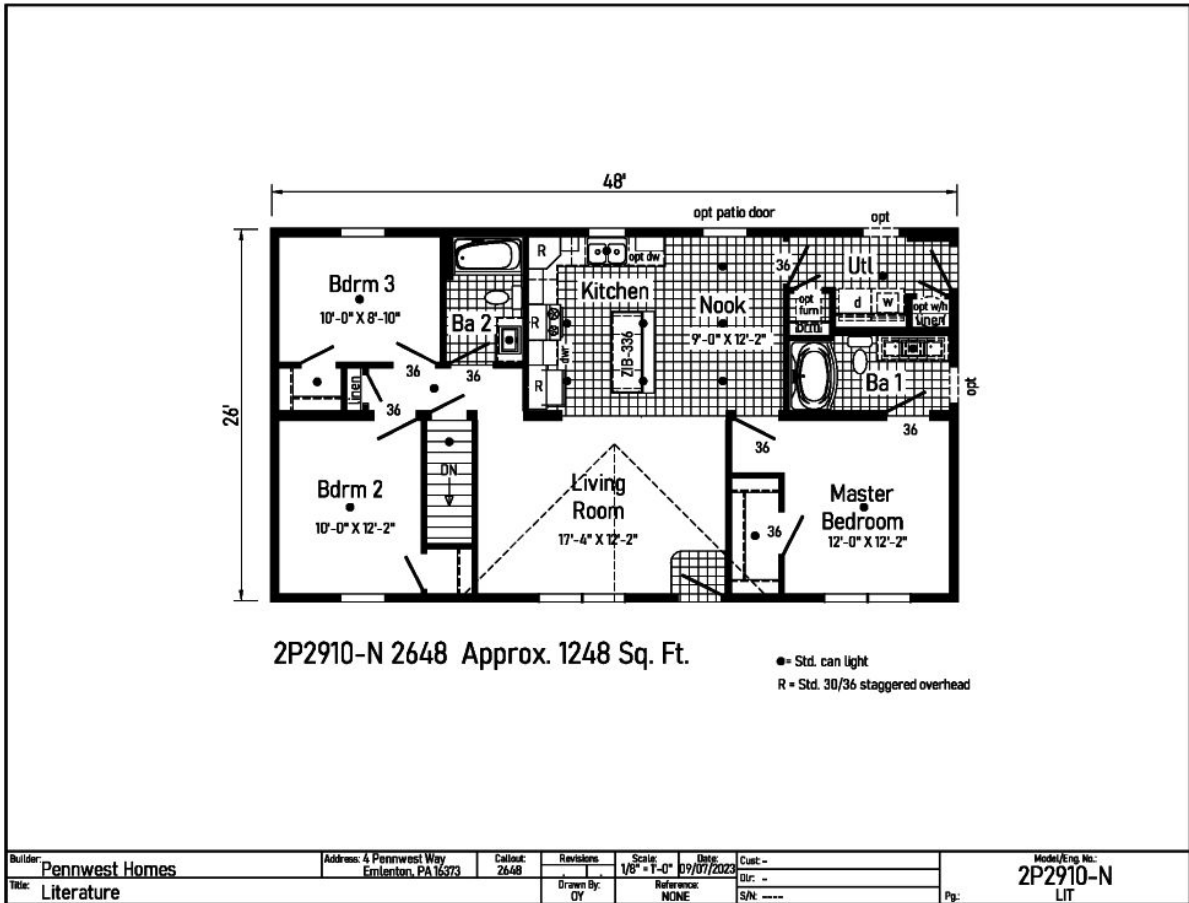 48'
opt patio door
opt
26'
Bdrm 3
10'-0" X 8'-10"
Ba 2
R
R
R
opt dw
Kitchen
dwr
ZIB-336
Nook
9'-0" X 12'-2"
36
Utl
opt
furn
d
w
opt w/h
linen
Ba 1
opt
36
36
36
linen
36
36
36
Bdrm 2
10'-0" X 12'-2"
DN
Living
Room
17'-4" X 12'-2"
36
Master
Bedroom
12'-0" X 12'-2"
2P2910-N 2648 Approx. 1248 Sq. Ft.
●= Std. can light
R = Std. 30/36 staggered overhead
Builder: Pennwest Homes
Address: 4 Pennwest Way
Emlenton, PA 16373
Callout:
2648
Revisions
Scale:
1/8" = 1'-0"
Date:
09/07/2023
Cust: -
Dlr: -
S/N: ----
Model/Eng. No.:
2P2910-N
LIT
Pg.:
Title: Literature
Drawn By:
OY
Reference:
NONE